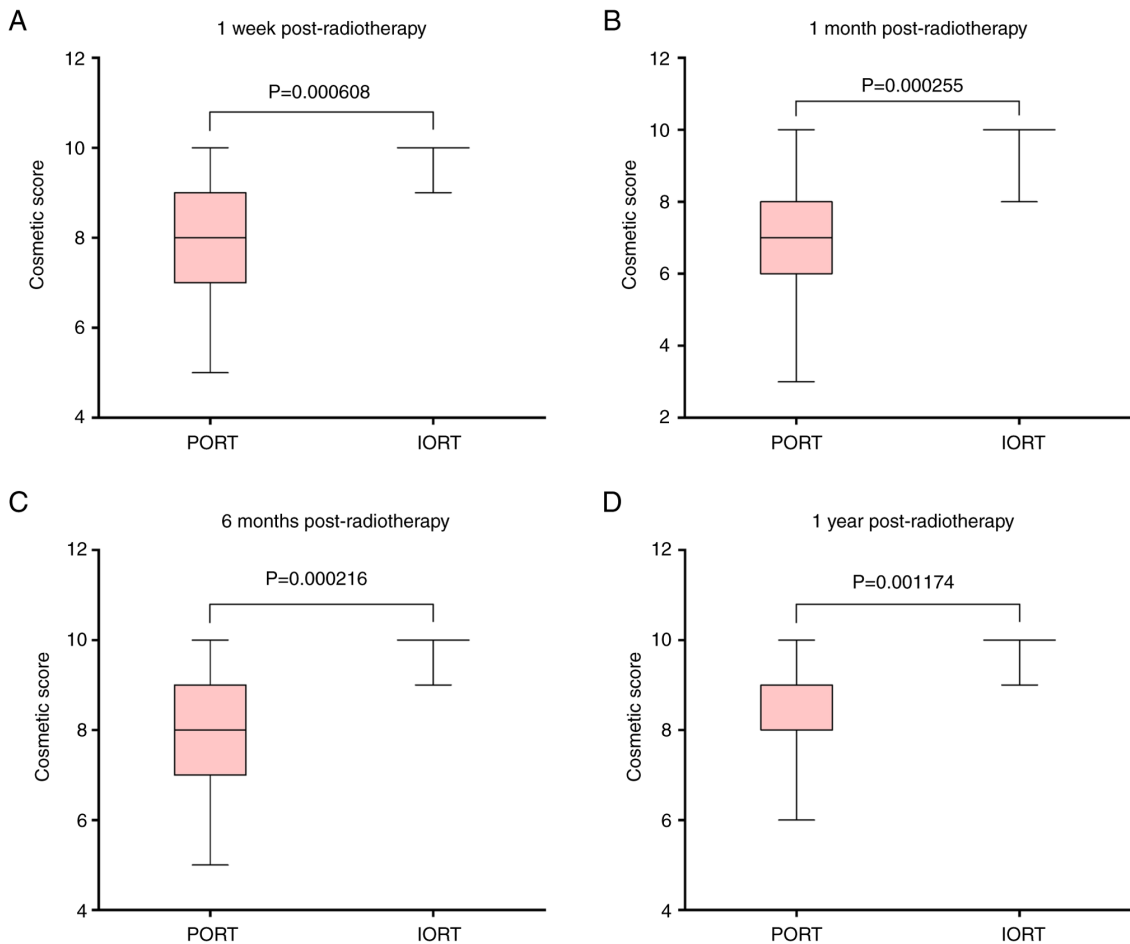 A
1 week post-radiotherapy
12
10
8
6
4
Cosmetic score
P=0.000608
PORT
IORT
B
1 month post-radiotherapy
12
10
8
6
4
2
Cosmetic score
P=0.000255
PORT
IORT
C
6 months post-radiotherapy
12
10
8
6
4
Cosmetic score
P=0.000216
PORT
IORT
D
1 year post-radiotherapy
12
10
8
6
4
Cosmetic score
P=0.001174
PORT
IORT